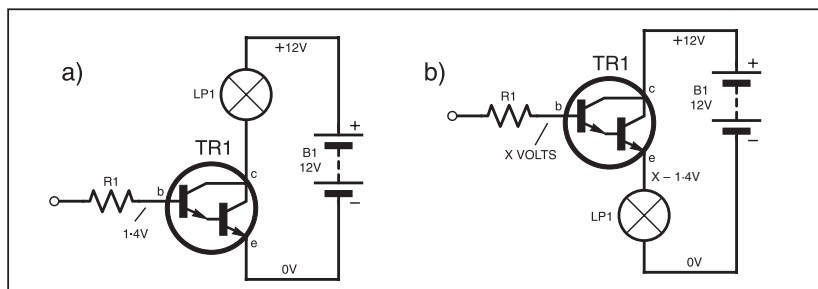 a)
+12V
LP1
TR1
R1
b
c
e
1·4V
B1
12V
+
−
0V
b)
+12V
TR1
R1
b
c
e
X VOLTS
X – 1·4V
LP1
B1
12V
+
−
0V